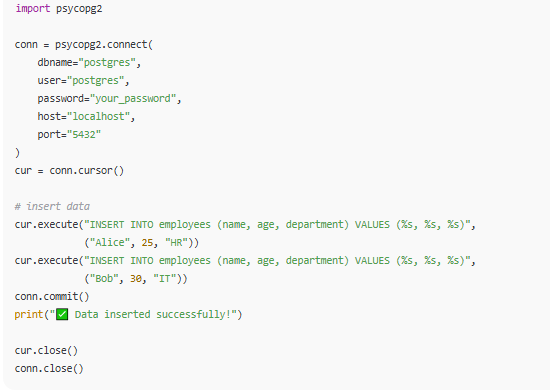 import psycopg2

conn = psycopg2.connect(
    dbname="postgres",
    user="postgres",
    password="your_password",
    host="localhost",
    port="5432"
)
cur = conn.cursor()

# insert data
cur.execute("INSERT INTO employees (name, age, department) VALUES (%s, %s, %s)",
            ("Alice", 25, "HR"))
cur.execute("INSERT INTO employees (name, age, department) VALUES (%s, %s, %s)",
            ("Bob", 30, "IT"))
conn.commit()
print("✅ Data inserted successfully!")

cur.close()
conn.close()